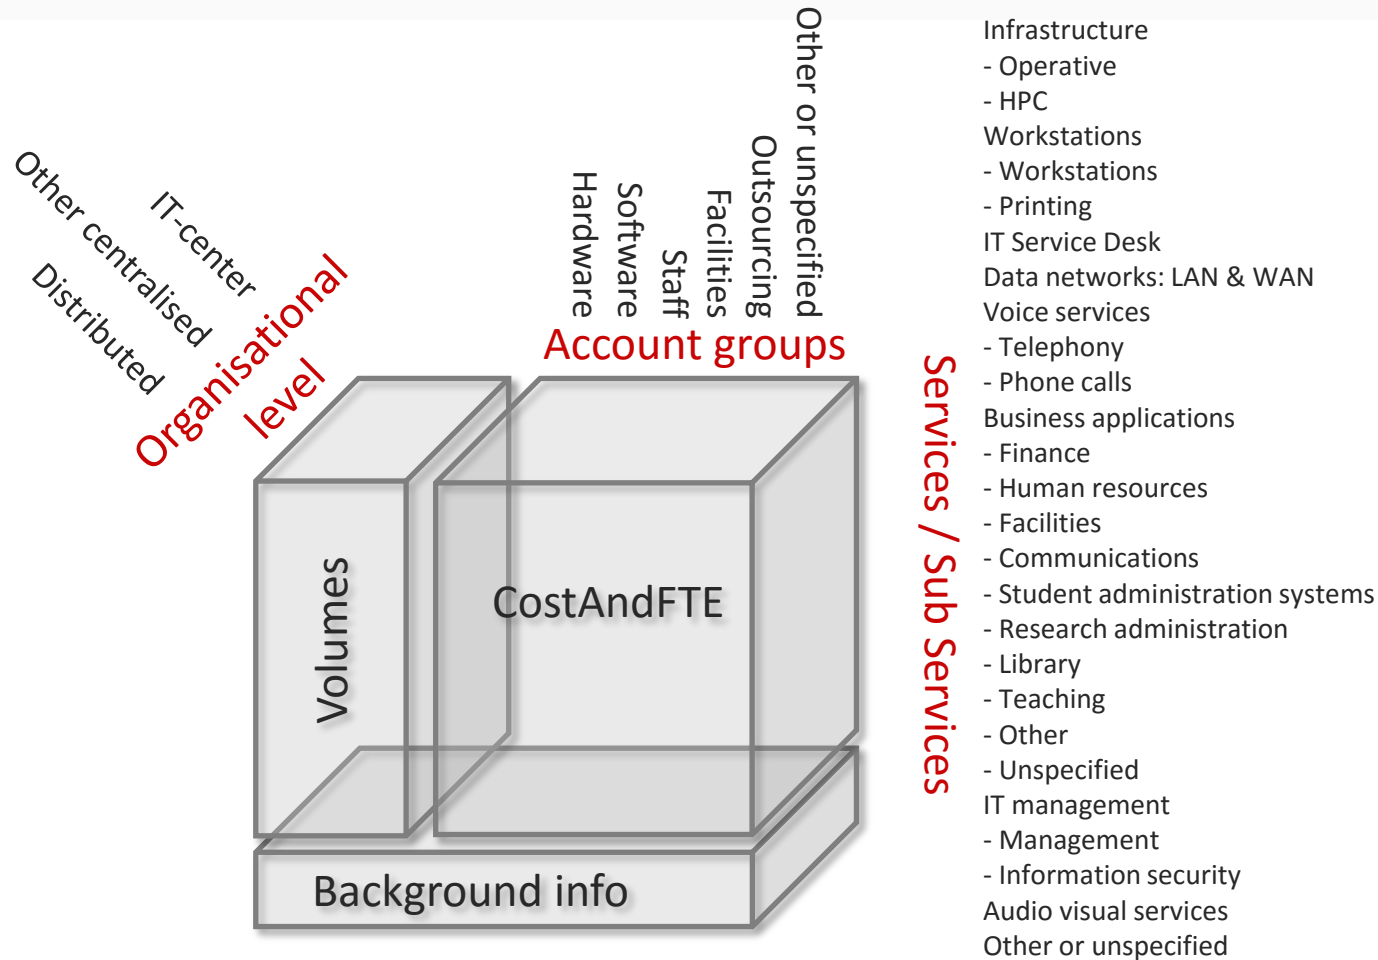 Other centralised
IT-center
Distributed
Organisational
level
Hardware
Software
Staff
Facilities
Outsourcing
Other or unspecified
Account groups
Volumes
CostAndFTE
Background info
Services / Sub Services
Infrastructure
- Operative
- HPC
Workstations
- Workstations
- Printing
IT Service Desk
Data networks: LAN & WAN
Voice services
- Telephony
- Phone calls
Business applications
- Finance
- Human resources
- Facilities
- Communications
- Student administration systems
- Research administration
- Library
- Teaching
- Other
- Unspecified
IT management
- Management
- Information security
Audio visual services
Other or unspecified